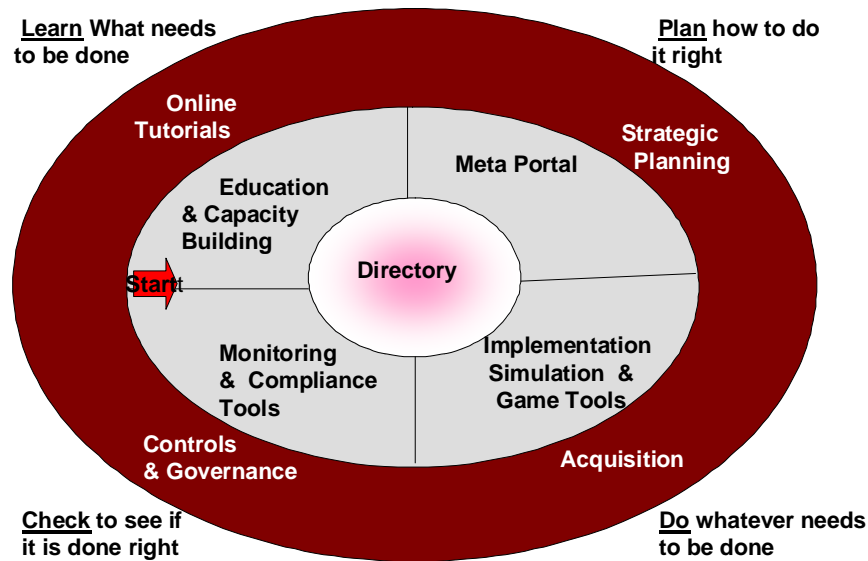 Learn What needs
to be done
Plan how to do
it right
Online
Tutorials
Strategic
Planning
Meta Portal
Education
& Capacity
Building
Directory
Startt
Monitoring
& Compliance
Tools
Implementation
Simulation &
Game Tools
Controls
& Governance
Acquisition
Check to see if
it is done right
Do whatever needs
to be done